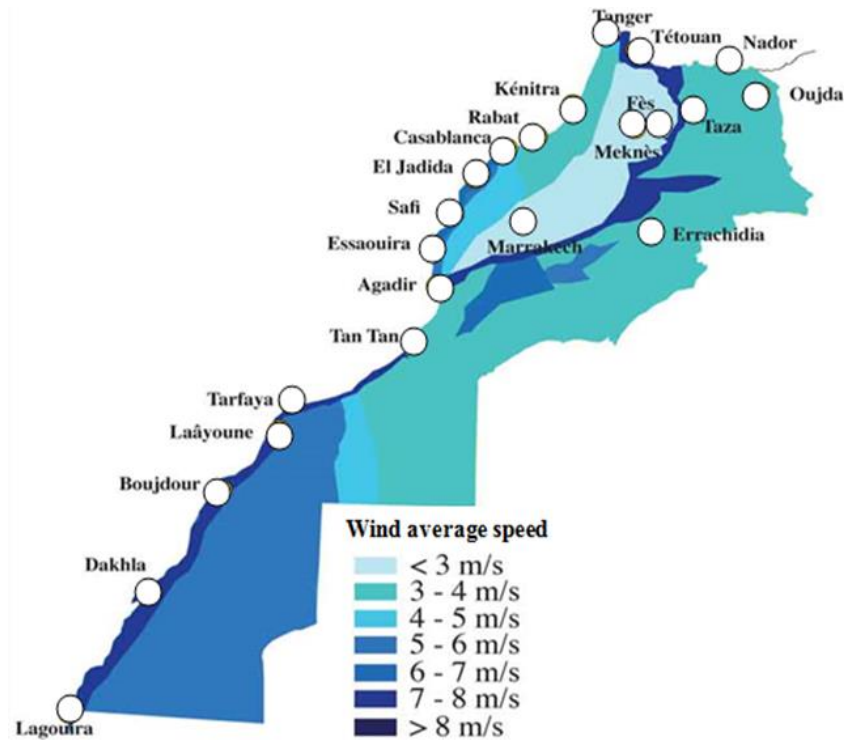 Tanger
Tétouan
Nador
Kénitra
Oujda
Fès
Rabat
Taza
Casablanca
Meknès
El Jadida
Safi
Errachidia
Essaouira
Marrakech
Agadir
Tan Tan
Tarfaya
Laâyoune
Boujdour
Wind average speed
< 3 m/s
Dakhla
3 - 4 m/s
4 - 5 m/s
5 - 6 m/s
6 - 7 m/s
7 - 8 m/s
Lagouira
> 8 m/s